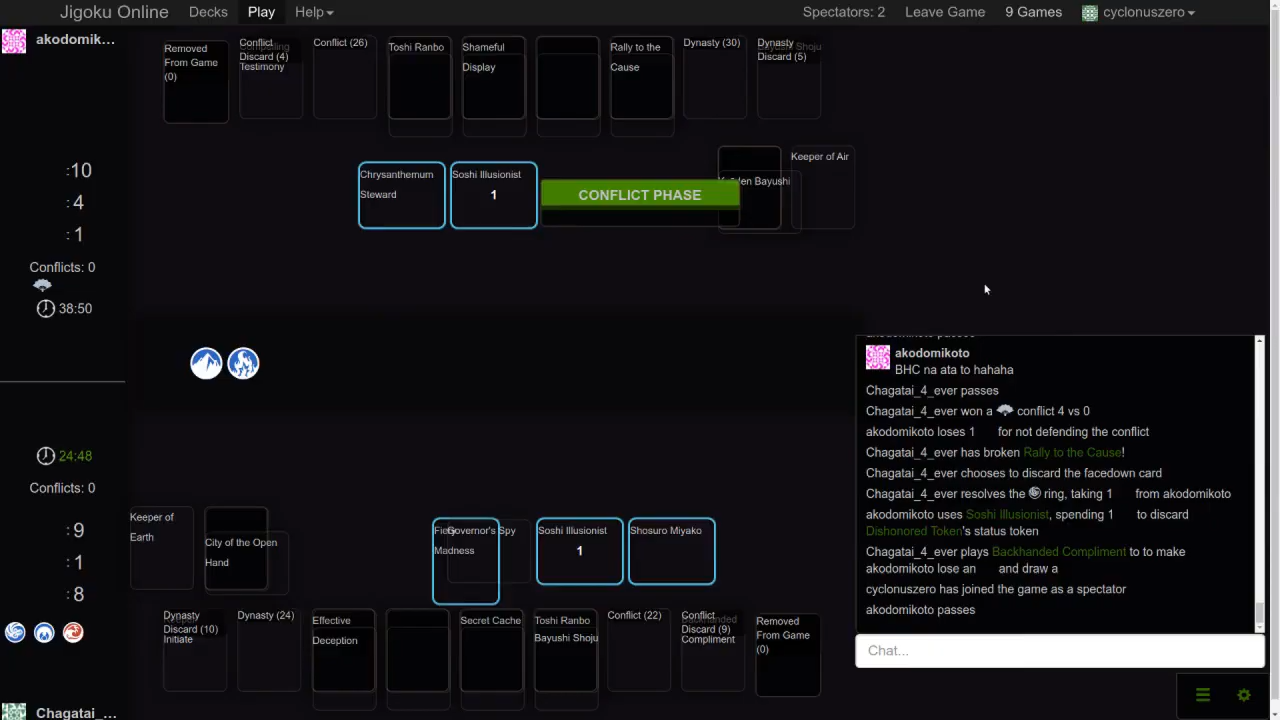 Jigoku Online
Decks
Play
Help
Spectators: 2
Leave Game
9 Games
cyclonuszero
akodomik...
Removed
From Game
(0)
Conflict
Discard (4)
Testimony
Conflict (26)
Toshi Ranbo
Shameful
Display
Rally to the
Cause
Dynasty (30)
Dynasty
Discard (5)
Bayushi Shoju
:10
:4
:1
Conflicts: 0
38:50
Chrysanthemum
Steward
Soshi Illusionist
1
CONFLICT PHASE
Bayushi
Keeper of Air
akodomikoto passes
akodomikoto
BHC na ata to hahaha
Chagatai_4_ever passes
Chagatai_4_ever won a conflict 4 vs 0
akodomikoto loses 1 for not defending the conflict
Chagatai_4_ever has broken Rally to the Cause!
Chagatai_4_ever chooses to discard the facedown card
Chagatai_4_ever resolves the ring, taking 1 from akodomikoto
akodomikoto uses Soshi Illusionist, spending 1 to discard
Dishonored Token's status token
Chagatai_4_ever plays Backhanded Compliment to to make
akodomikoto lose an and draw a
cyclonuszero has joined the game as a spectator
akodomikoto passes
Chat...
24:48
Conflicts: 0
:9
:1
:8
Keeper of
Earth
City of the Open
Hand
Governor's Spy
Madness
Soshi Illusionist
1
Shosuro Miyako
Dynasty
Discard (10)
Initiate
Dynasty (24)
Effective
Deception
Secret Cache
Toshi Ranbo
Bayushi Shoju
Conflict (22)
Conflict
Discard (9)
Compliment
Removed
From Game
(0)
Chagatai_...